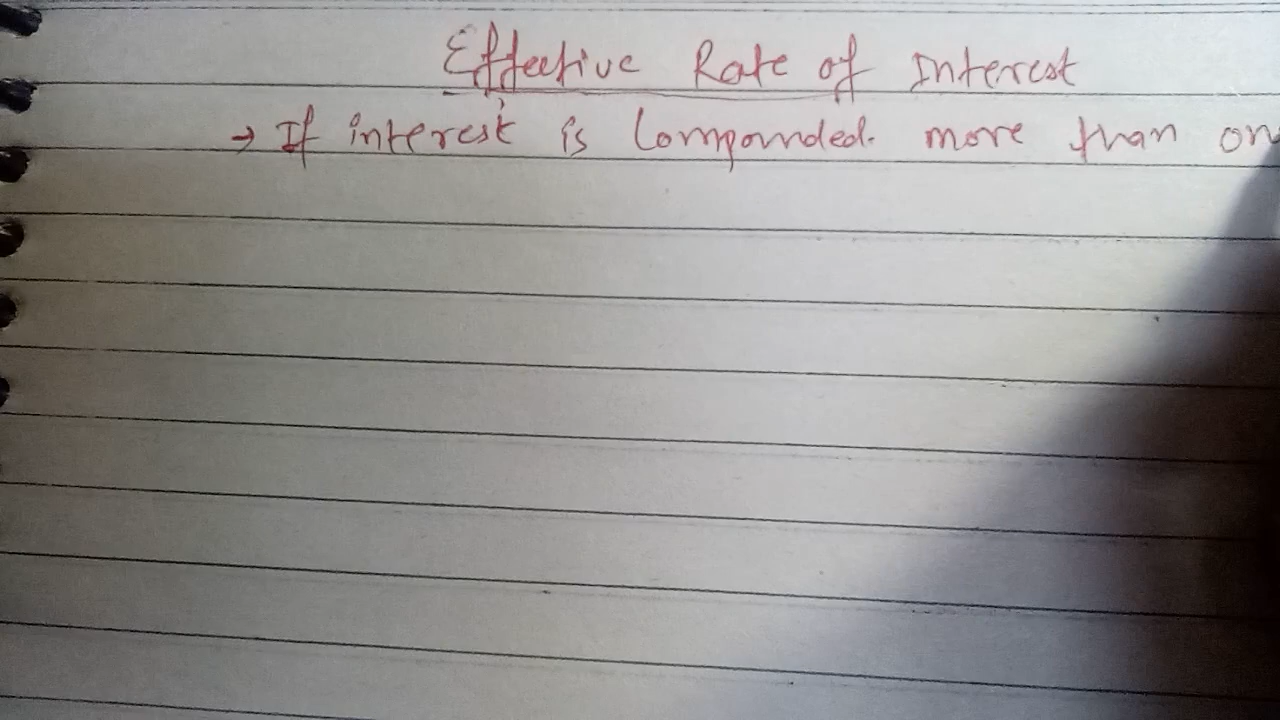 Effective Rate of Interest
→ If interest is Compounded. more than on